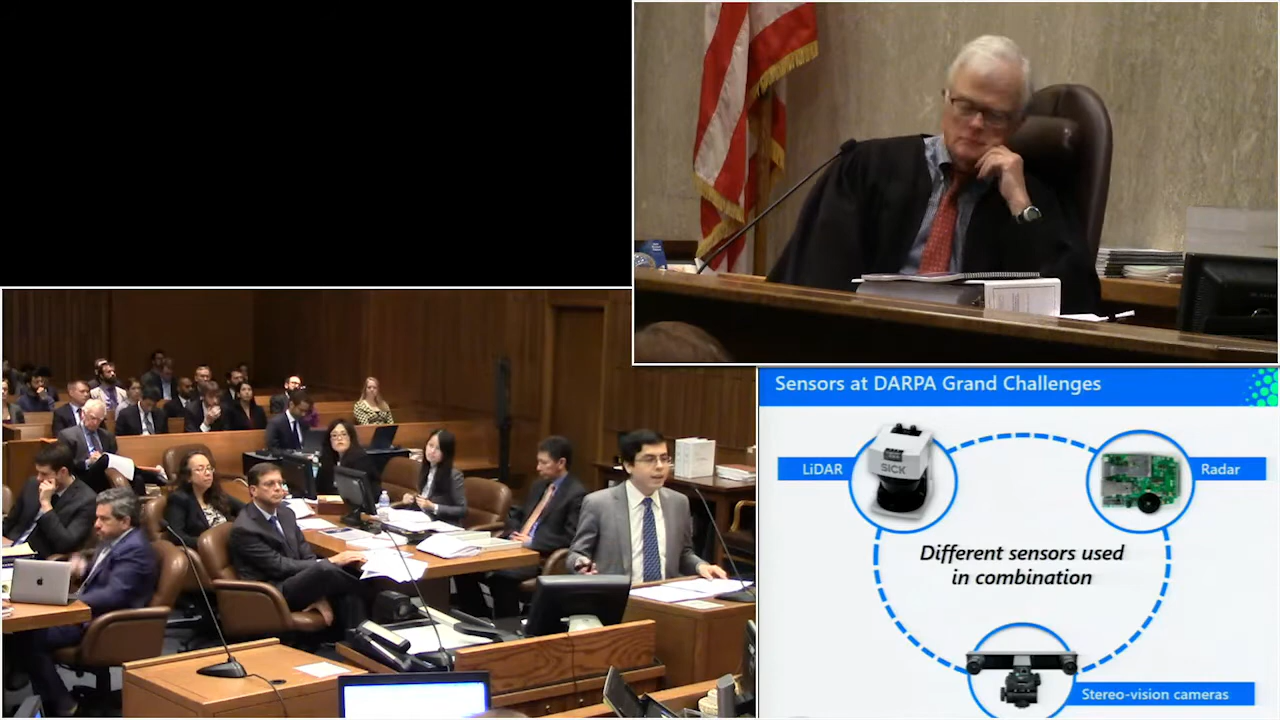 Sensors at DARPA Grand Challenges
LiDAR
SICK
Radar
Different sensors used
in combination
Stereo-vision cameras